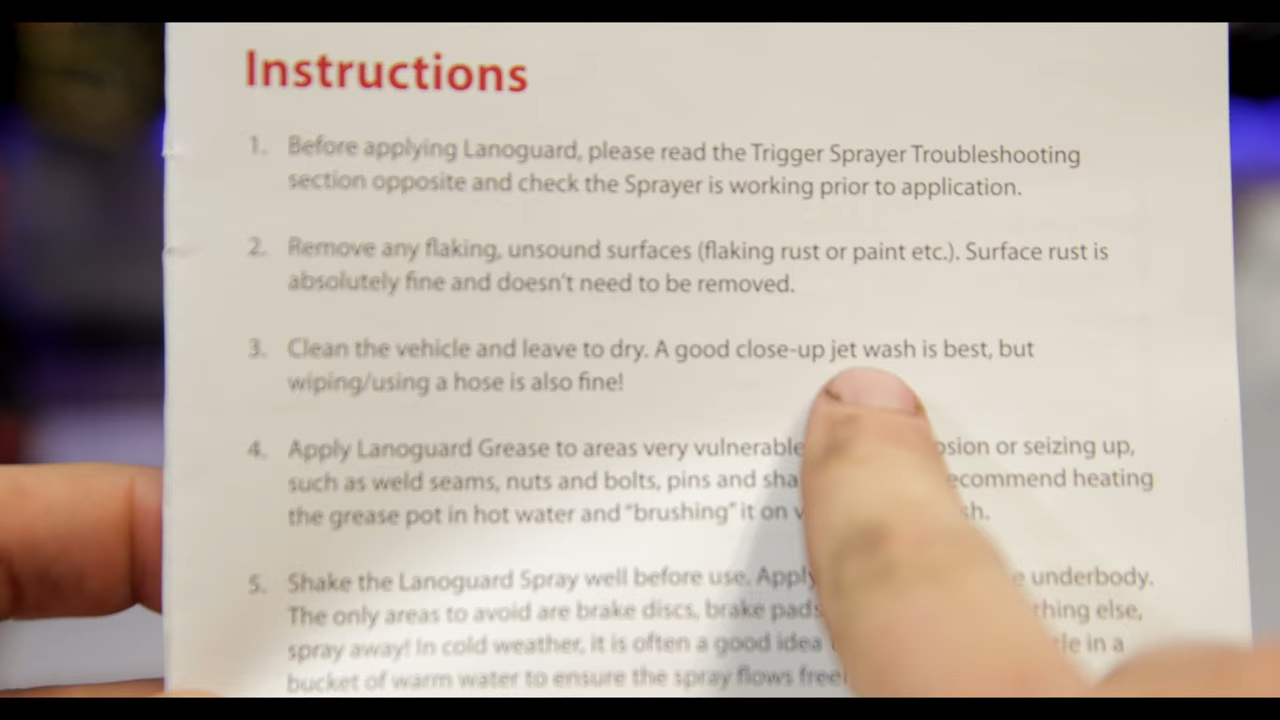 Instructions
1. Before applying Lanoguard, please read the Trigger Sprayer Troubleshooting
section opposite and check the Sprayer is working prior to application.
2. Remove any flaking, unsound surfaces (flaking rust or paint etc.). Surface rust is
absolutely fine and doesn't need to be removed.
3. Clean the vehicle and leave to dry. A good close-up jet wash is best, but
wiping/using a hose is also fine!
4. Apply Lanoguard Grease to areas very vulnerable or seizing up,
such as weld seams, nuts and bolts, pins and heating
the grease pot in hot water and "brushing" it on
5. Shake the Lanoguard Spray well before use. Apply underbody.
The only areas to avoid are brake discs, brake pads else,
spray away! In cold weather, it is often a good idea in a
bucket of warm water to ensure the spray flows